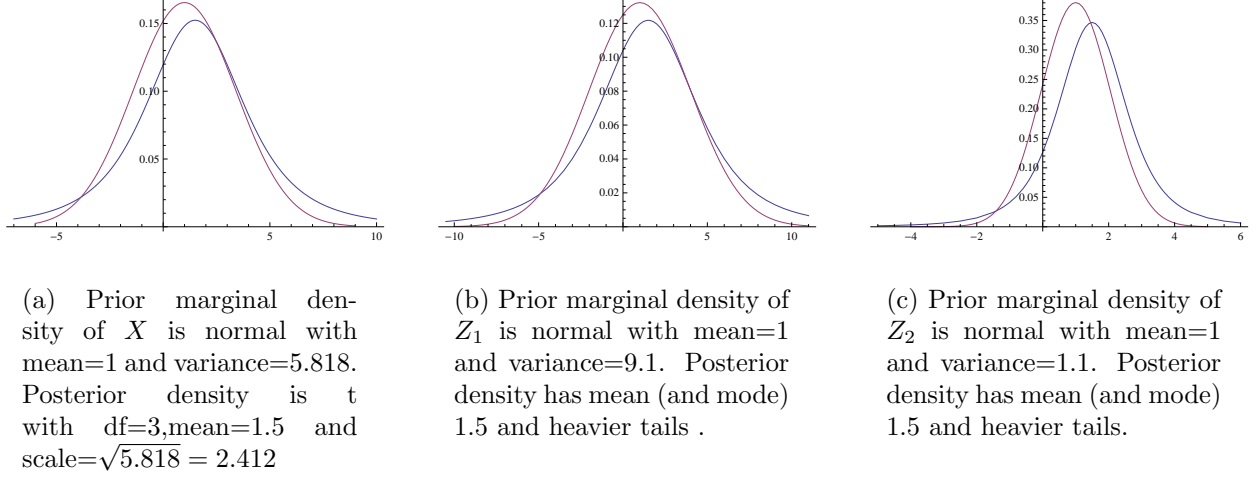 0.15
0.10
0.05
−5
5
10
0.12
0.10
0.08
0.06
0.04
0.02
−10
−5
5
10
0.35
0.30
0.25
0.20
0.15
0.10
0.05
−4
−2
2
4
6
(a) Prior marginal den-
sity of X is normal with
mean=1 and variance=5.818.
Posterior density is t
with df=3,mean=1.5 and
scale=√5.818 = 2.412
(b) Prior marginal density of
Z₁ is normal with mean=1
and variance=9.1. Posterior
density has mean (and mode)
1.5 and heavier tails .
(c) Prior marginal density of
Z₂ is normal with mean=1
and variance=1.1. Posterior
density has mean (and mode)
1.5 and heavier tails.